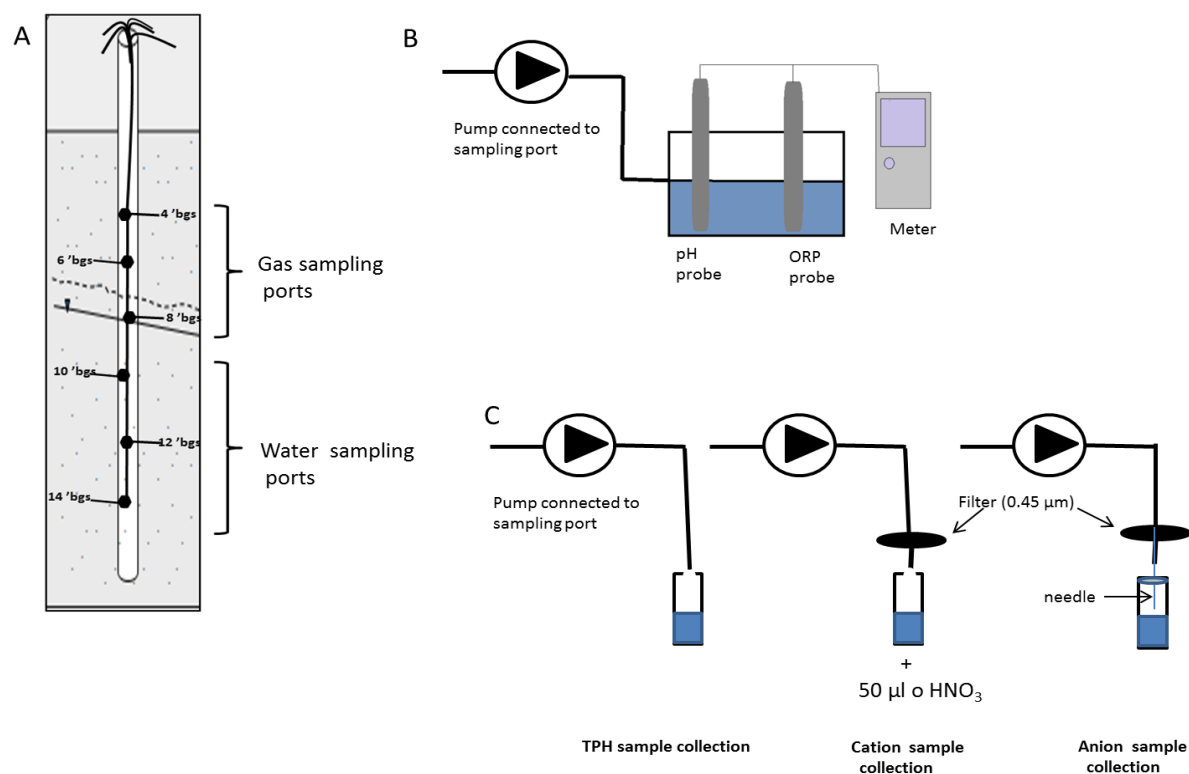 A
4 'bgs
6 'bgs
8 'bgs
10 'bgs
12 'bgs
14 'bgs
Gas sampling
ports
Water sampling
ports
B
Pump connected to
sampling port
pH
probe
ORP
probe
Meter
C
Pump connected to
sampling port
Filter (0.45 µm)
needle
+
50 µl o HNO₃
TPH sample collection
Cation sample
collection
Anion sample
collection